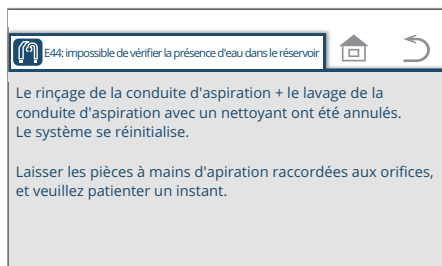 E44: impossible de vérifier la présence d'eau dans le réservoir
Le rinçage de la conduite d'aspiration + le lavage de la
conduite d'aspiration avec un nettoyant ont été annulés.
Le système se réinitialise.
Laisser les pièces à mains d'apiration raccordées aux orifices,
et veuillez patienter un instant.